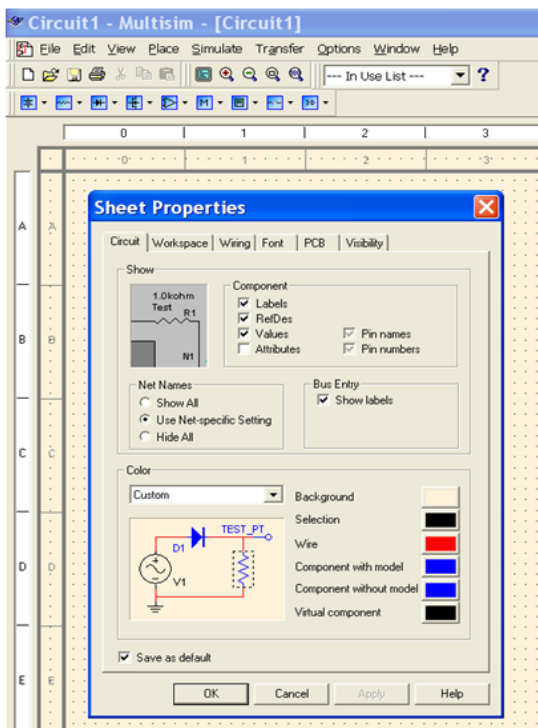 Circuit1 - Multisim - [Circuit1]
File Edit View Place Simulate Transfer Options Window Help
--- In Use List --- ?
0 1 2 3
0 1 2 3
A A
B B
C C
D D
E E
Sheet Properties
Circuit Workspace Wiring Font PCB Visibility
Show
1.0kohm
Test R1
N1
Component
Labels
RefDes
Values Pin names
Attributes Pin numbers
Net Names
Show All
Use Net-specific Setting
Hide All
Bus Entry
Show labels
Color
Custom
TEST_PT
D1
V1
Background
Selection
Wire
Component with model
Component without model
Virtual component
Save as default
OK Cancel Apply Help